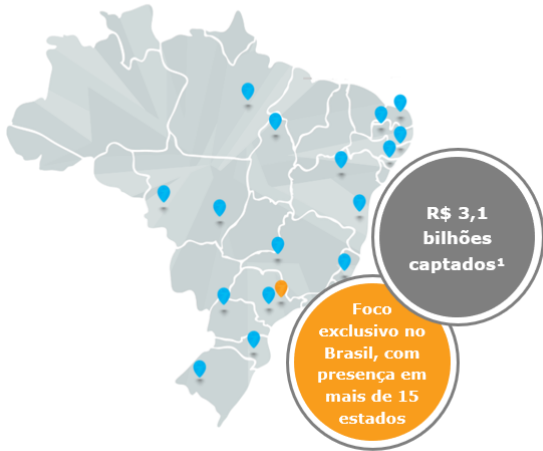 R$ 3,1
bilhões
captados¹
Foco
exclusivo no
Brasil, com
presença em
mais de 15
estados